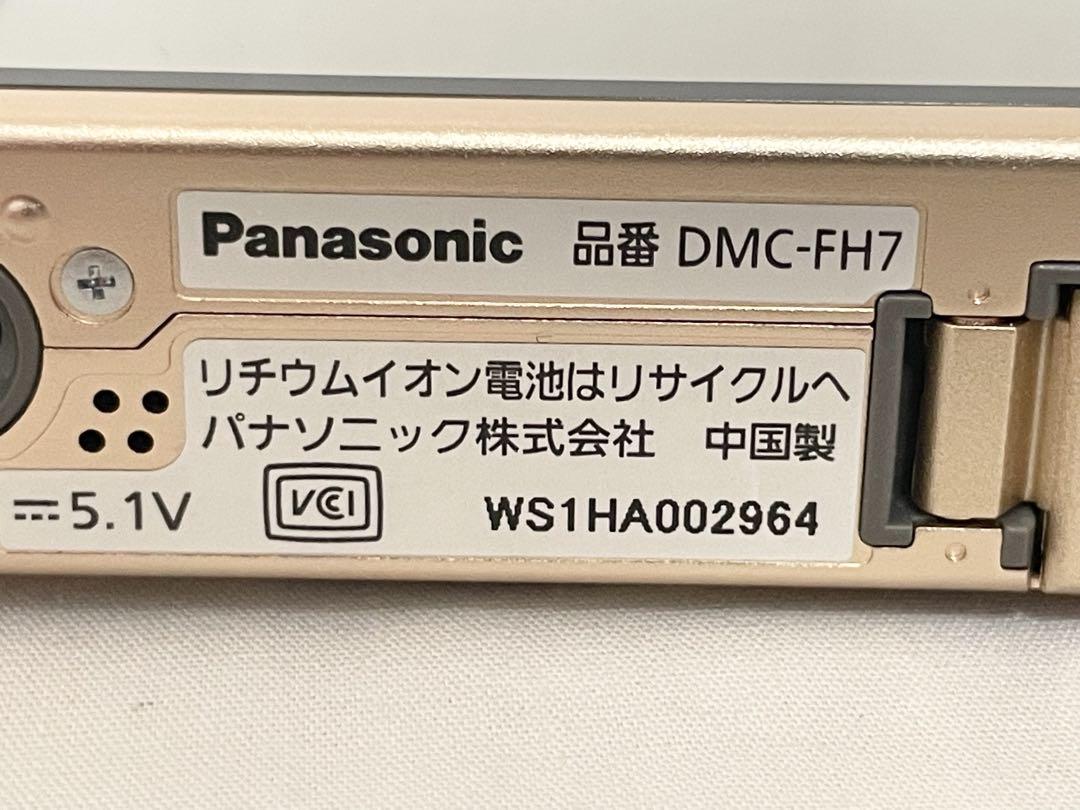 Panasonic 品番 DMC-FH7
リチウムイオン電池はリサイクルへ
パナソニック株式会社 中国製
⎓5.1V VCI WS1HA002964